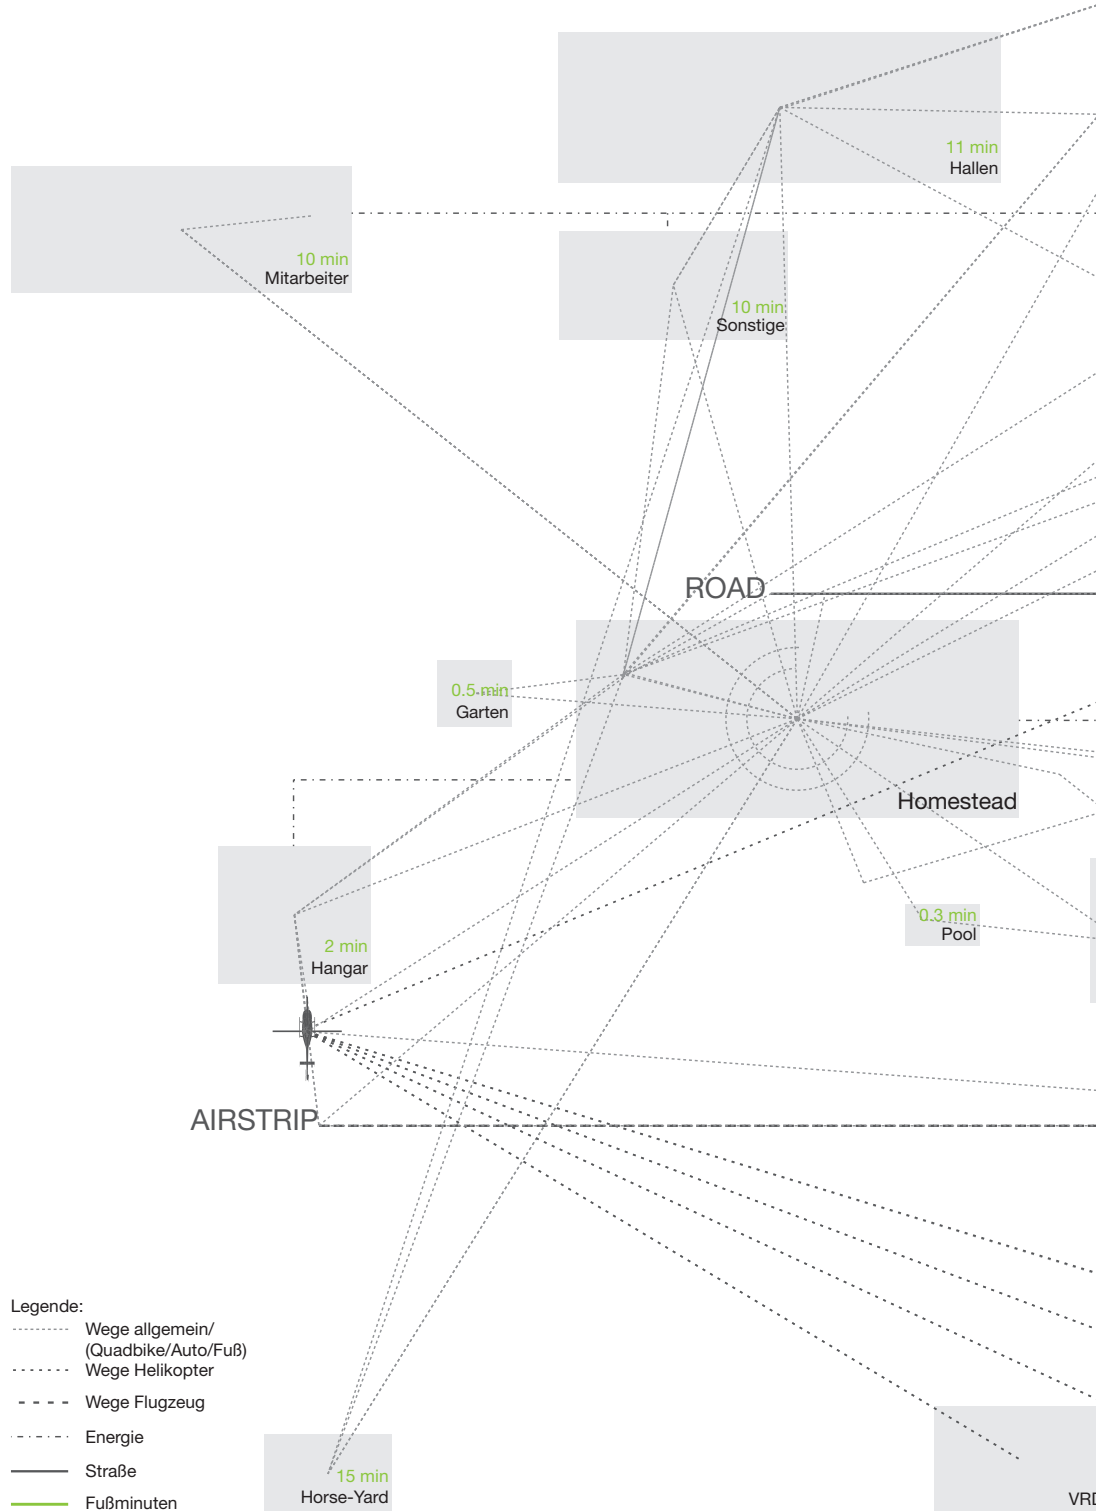 11 min
Hallen
10 min
Mitarbeiter
10 min
Sonstige
ROAD
0.5 min
Garten
Homestead
0.3 min
Pool
2 min
Hangar
AIRSTRIP
Legende:
Wege allgemein/
(Quadbike/Auto/Fuß)
Wege Helikopter
Wege Flugzeug
Energie
Straße
Fußminuten
15 min
Horse-Yard
VRD